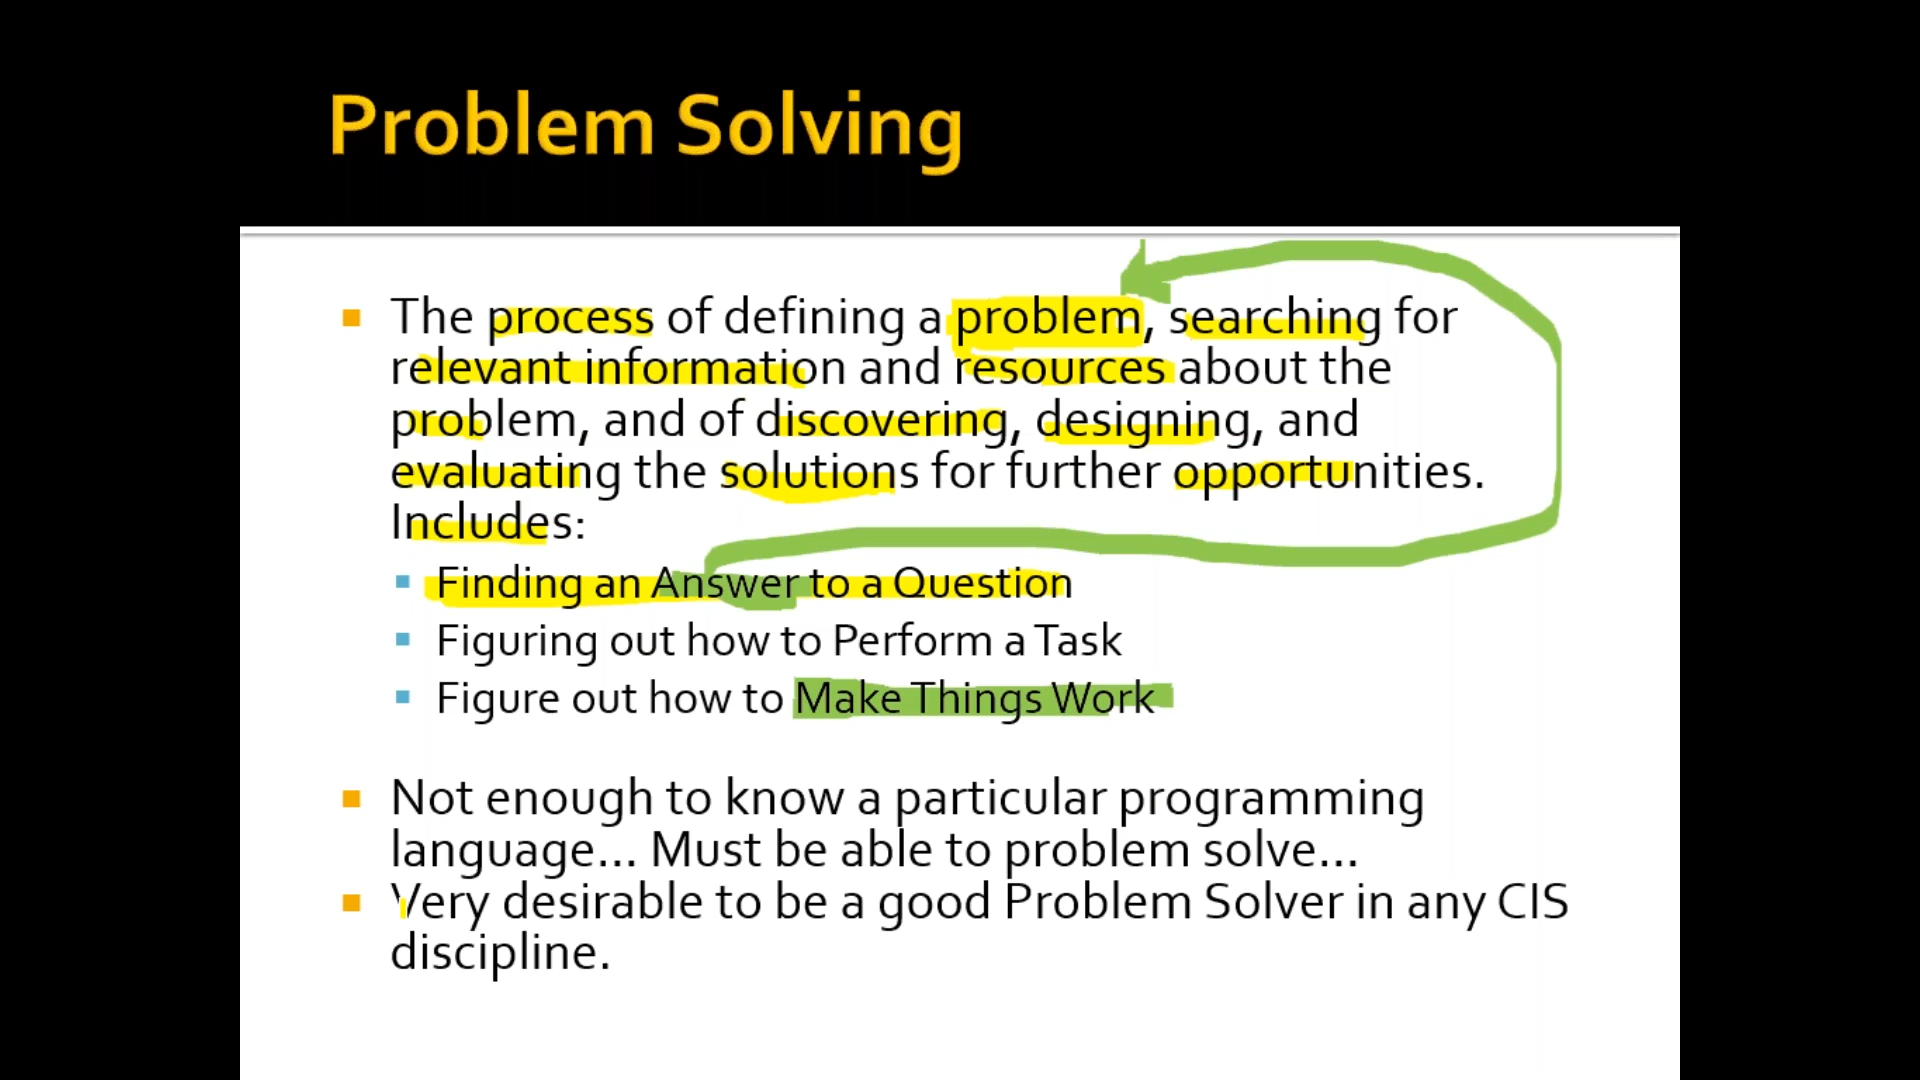 Problem Solving
The process of defining a problem, searching for
relevant information and resources about the
problem, and of discovering, designing, and
evaluating the solutions for further opportunities.
Includes:
Finding an Answer to a Question
Figuring out how to Perform a Task
Figure out how to Make Things Work
Not enough to know a particular programming
language... Must be able to problem solve...
Very desirable to be a good Problem Solver in any CIS
discipline.